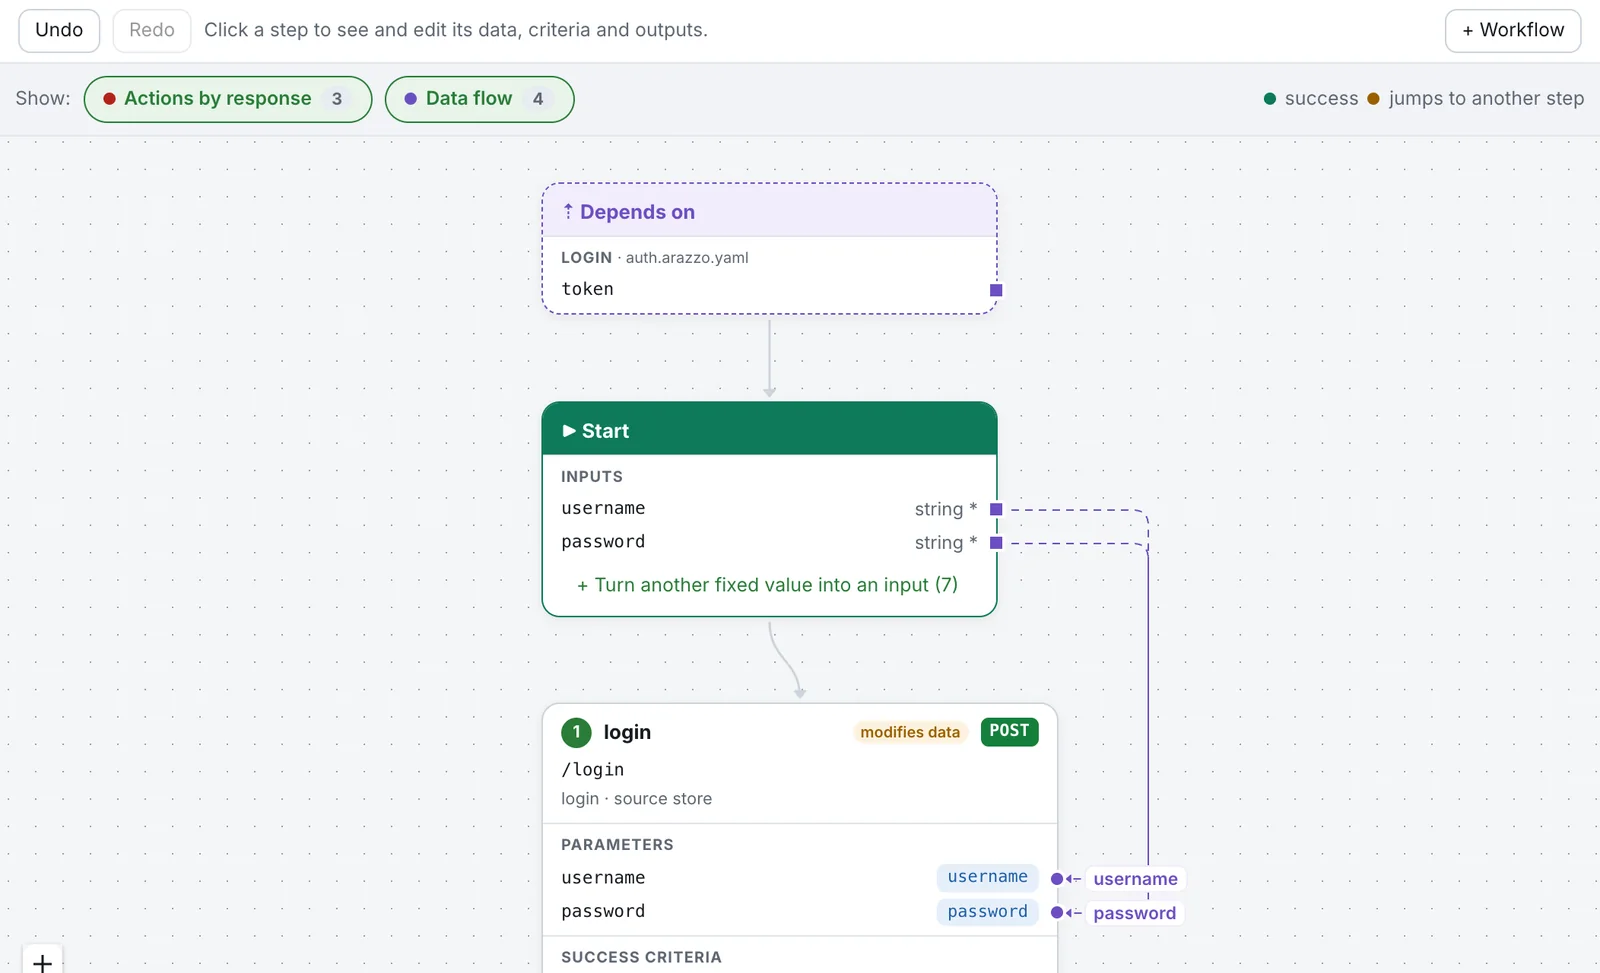 Undo
Redo
Click a step to see and edit its data, criteria and outputs.
+ Workflow
Show:
Actions by response 3
Data flow 4
success
jumps to another step
⇡ Depends on
LOGIN · auth.arazzo.yaml
token
▶ Start
INPUTS
username string *
password string *
+ Turn another fixed value into an input (7)
1 login modifies data POST
/login
login · source store
PARAMETERS
username username username
password password password
SUCCESS CRITERIA
+